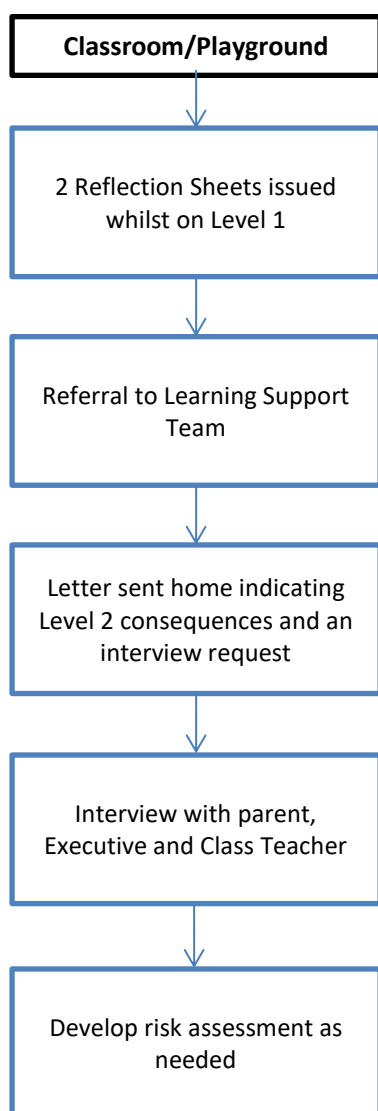 Classroom/Playground
2 Reflection Sheets issued
whilst on Level 1
Referral to Learning Support
Team
Letter sent home indicating
Level 2 consequences and an
interview request
Interview with parent,
Executive and Class Teacher
Develop risk assessment as
needed